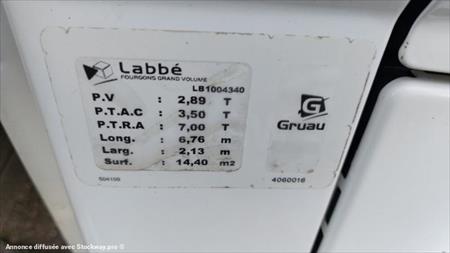 Labbé
FOURGONS GRAND VOLUME
LB1004340
P.V : 2,89 T
P.T.A.C : 3,50 T
P.T.R.A : 7,00 T
Long. : 6,76 m
Larg. : 2,13 m
Surf. : 14,40 m2
G
Gruau
504100
4060016
Annonce diffusée avec Stockway.pro ®